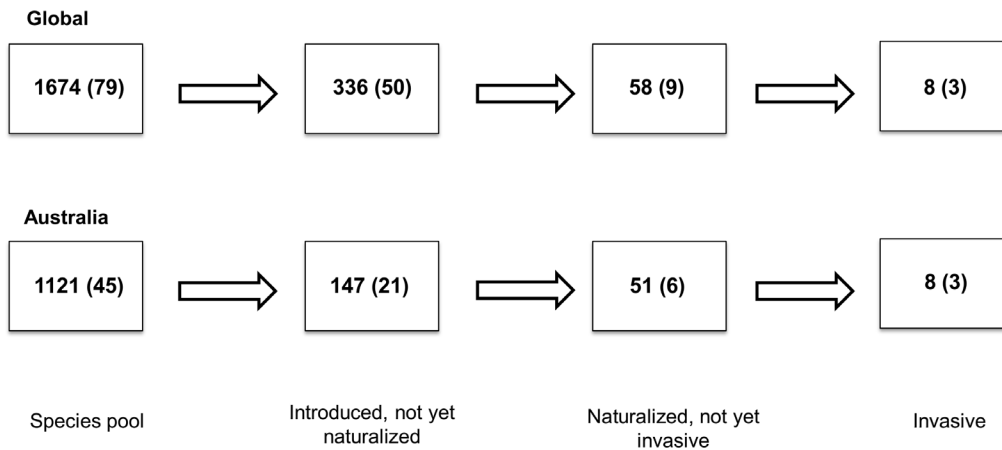 Global
1674 (79)
336 (50)
58 (9)
8 (3)
Australia
1121 (45)
147 (21)
51 (6)
8 (3)
Species pool
Introduced, not yet
naturalized
Naturalized, not yet
invasive
Invasive